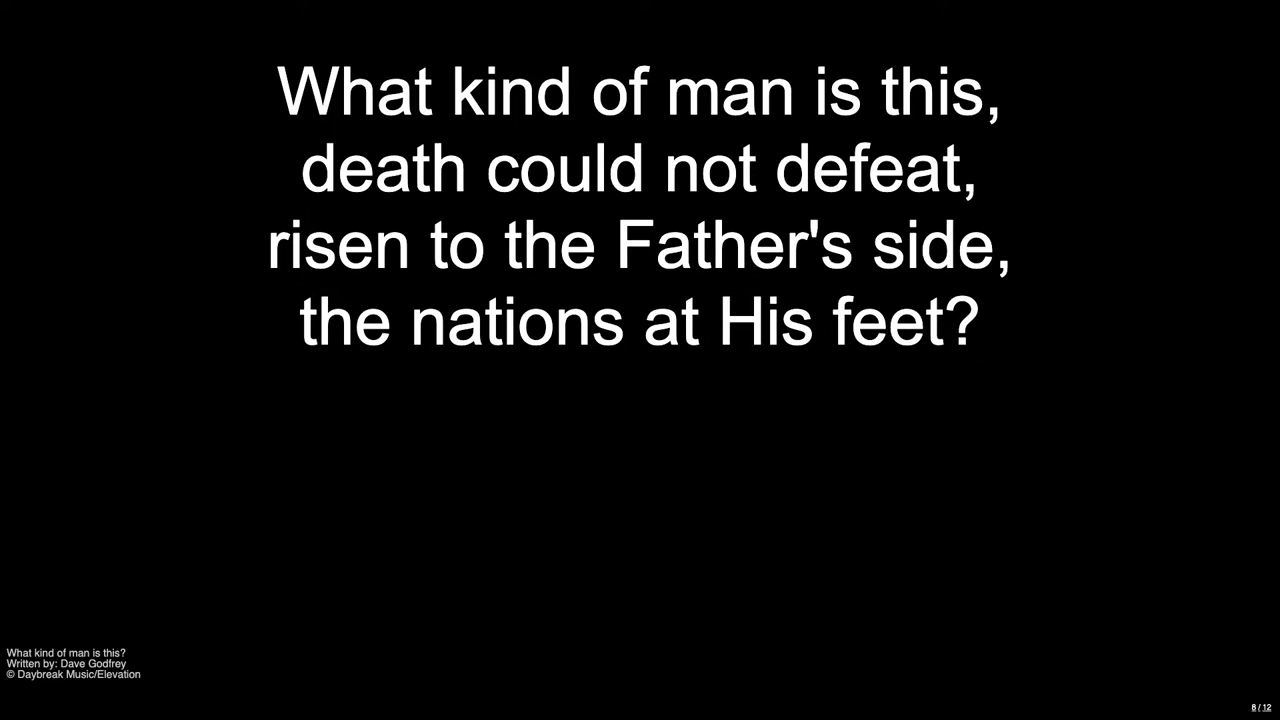 What kind of man is this,
death could not defeat,
risen to the Father's side,
the nations at His feet?
What kind of man is this?
Written by: Dave Godfrey
© Daybreak Music/Elevation
8 / 12